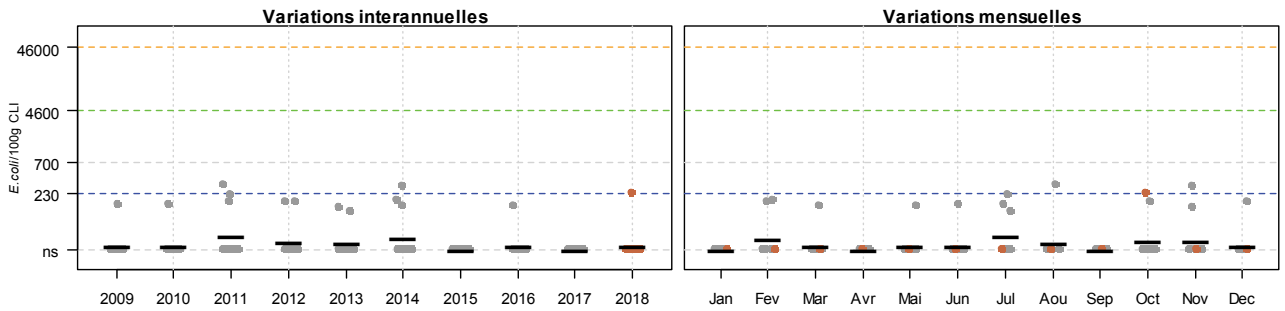 Variations interannuelles
Variations mensuelles
E.coli/100g CLI
46000
4600
700
230
ns
2009 2010 2011 2012 2013 2014 2015 2016 2017 2018
Jan Fev Mar Avr Mai Jun Jul Aou Sep Oct Nov Dec